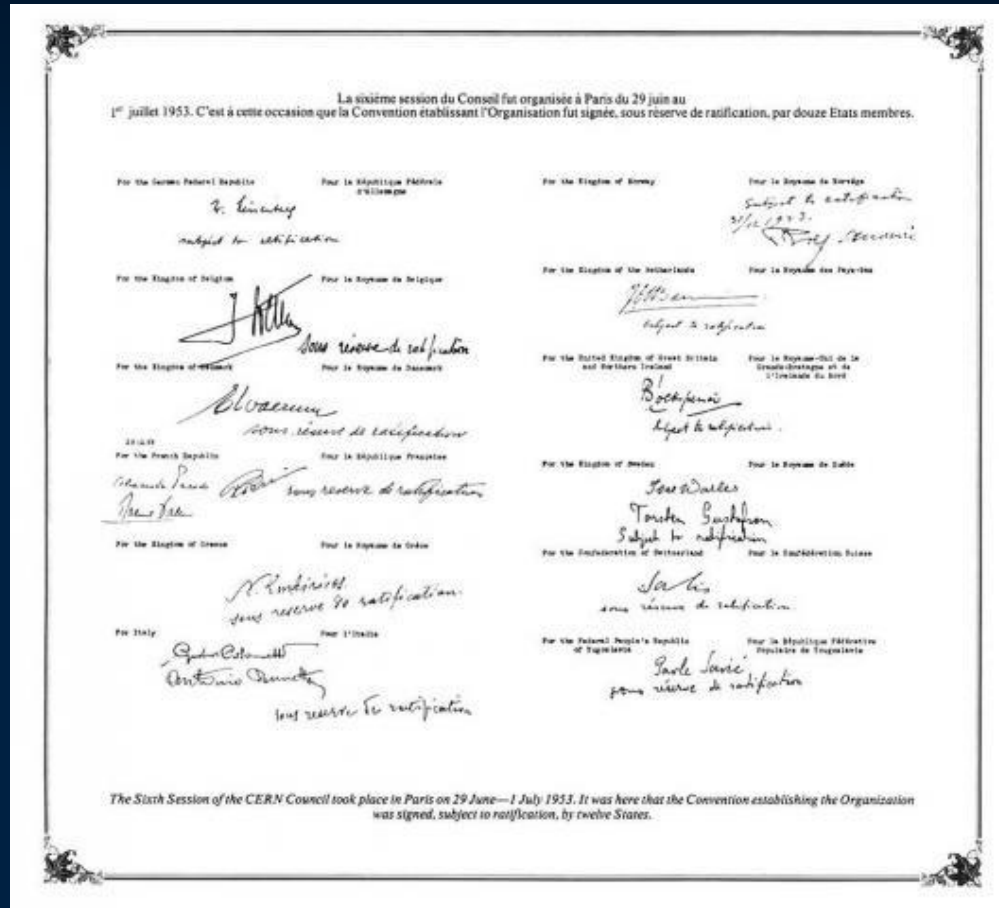 La sixième session du Conseil fut organisée à Paris du 29 juin au
1er juillet 1953. C'est à cette occasion que la Convention établissant l'Organisation fut signée, sous réserve de ratification, par douze Etats membres.
For the German Federal Republic
Pour la République Fédérale
d'Allemagne
subject to ratification
For the Kingdom of Belgium
Pour le Royaume de Belgique
sous réserve de ratification
For the Kingdom of Denmark
Pour le Royaume de Danemark
sous réserve de ratification
For the French Republic
Pour la République Française
sous reserve de ratification
For the Kingdom of Greece
Pour le Royaume de Grèce
sous reserve de ratification.
For Italy
Pour l'Italie
Antonio
sous reserve de ratification
For the Kingdom of Norway
Pour le Royaume de Norvège
Subject to ratification
31/12 1953.
For the Kingdom of the Netherlands
Pour le Royaume des Pays-Bas
subject to ratification
For the United Kingdom of Great Britain
and Northern Ireland
Pour le Royaume-Uni de la
Grande-Bretagne et de
l'Irlande du Nord
subject to ratification.
For the Kingdom of Sweden
Pour le Royaume de Suède
Torsten Gustafson
Subject to ratification
For the Confederation of Switzerland
Pour la Confédération Suisse
sous réserve de ratification.
For the Federal People's Republic
of Yugoslavia
Pour la République Fédérative
Populaire de Yougoslavie
Pavle Savić
sous réserve de ratification
The Sixth Session of the CERN Council took place in Paris on 29 June—1 July 1953. It was here that the Convention establishing the Organization
was signed, subject to ratification, by twelve States.